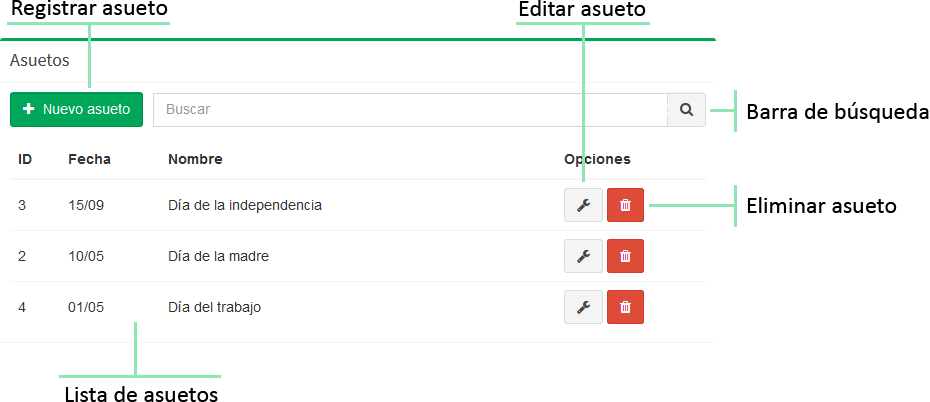 Registrar asueto
Editar asueto
Asuetos
Nuevo asueto
Buscar
Barra de búsqueda
ID Fecha Nombre Opciones
3 15/09 Día de la independencia
Eliminar asueto
2 10/05 Día de la madre
4 01/05 Día del trabajo
Lista de asuetos